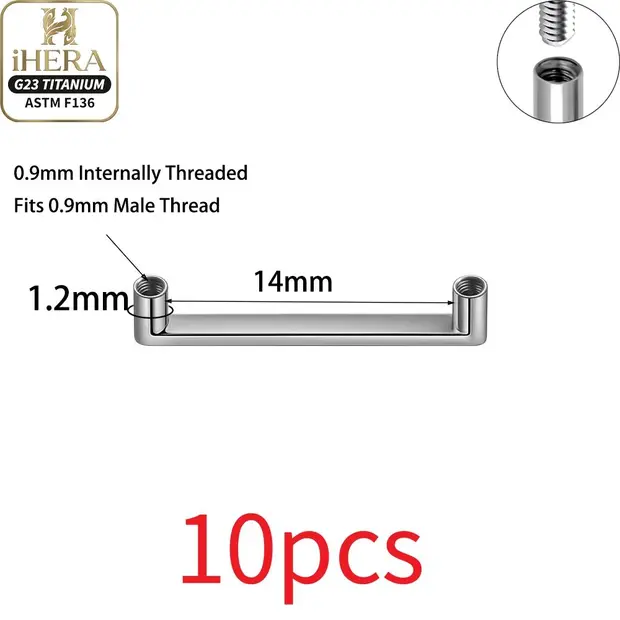 iHERA
G23 TITANIUM
ASTM F136
0.9mm Internally Threaded
Fits 0.9mm Male Thread
14mm
1.2mm
10pcs